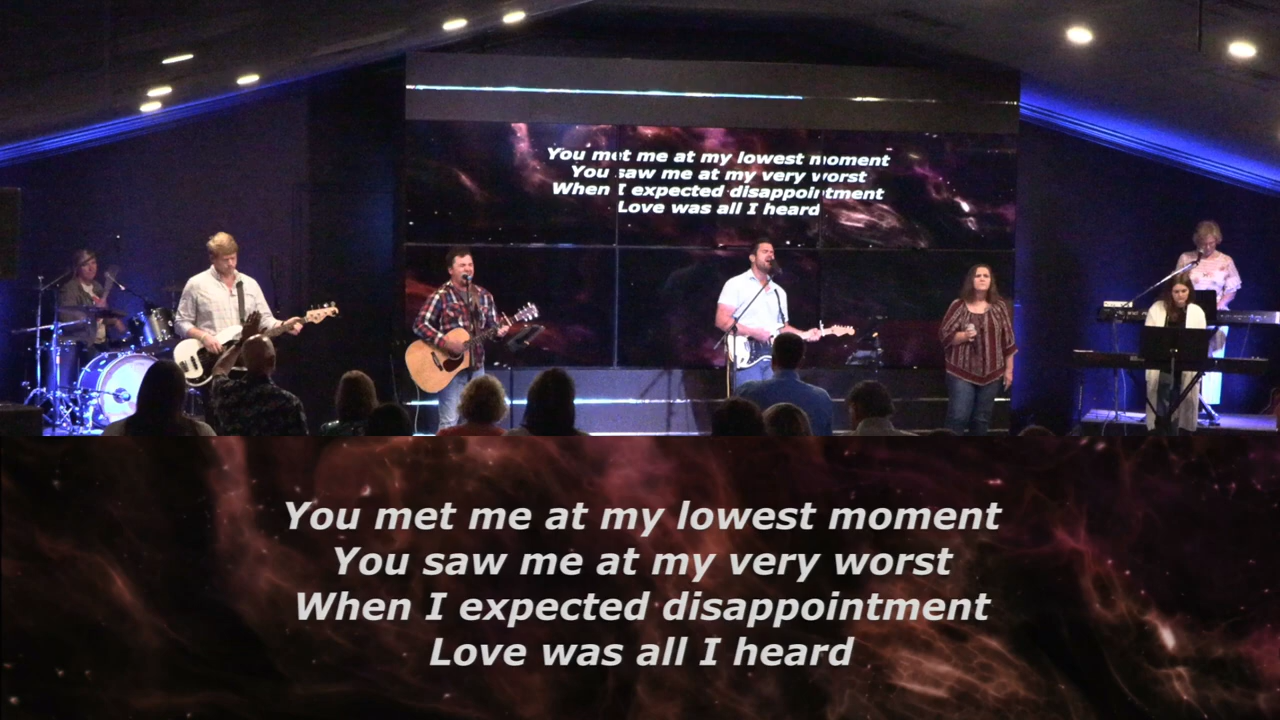 You met me at my lowest moment
You saw me at my very worst
When I expected disappointment
Love was all I heard
You met me at my lowest moment
You saw me at my very worst
When I expected disappointment
Love was all I heard